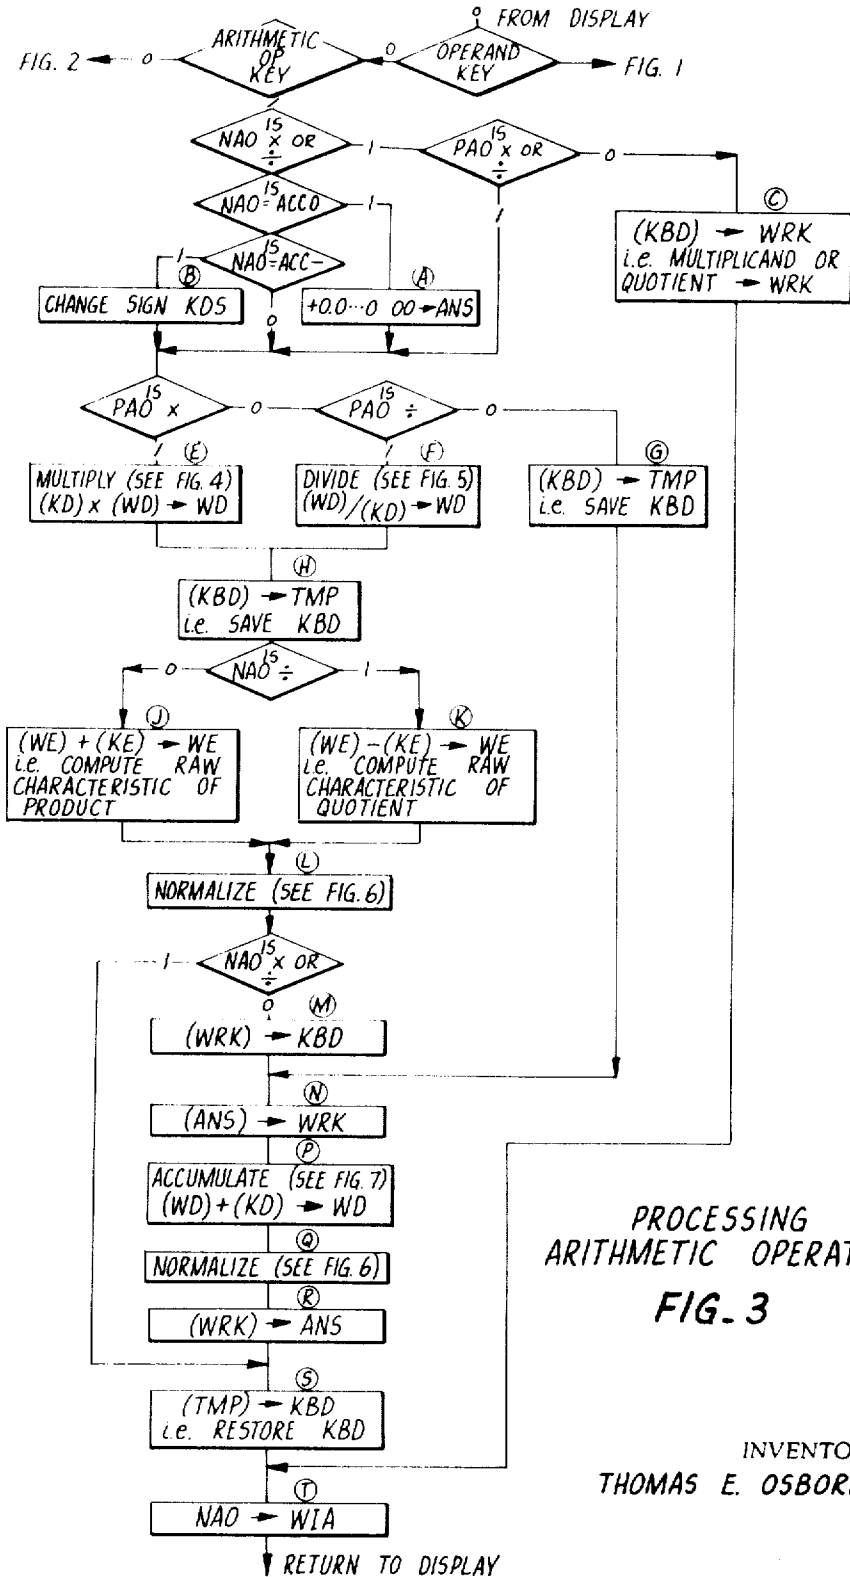 0 FROM DISPLAY
FIG. 2 0 ARITHMETIC OP KEY 0 OPERAND KEY FIG. 1
1
IS NAO x OR ÷ 1 IS PAO x OR ÷ 0
1
IS NAO=ACC0 1
IS NAO=ACC- 1
0
Ⓒ
(KBD) → WRK
i.e. MULTIPLICAND OR
QUOTIENT → WRK
Ⓑ
CHANGE SIGN KDS
Ⓐ
+0.0···0 00→ANS
IS PAO x 0 IS PAO ÷ 0
1 1
Ⓔ
MULTIPLY (SEE FIG. 4)
(KD) x (WD) → WD
Ⓕ
DIVIDE (SEE FIG. 5)
(WD)/(KD) → WD
Ⓖ
(KBD) → TMP
i.e. SAVE KBD
Ⓗ
(KBD) → TMP
i.e. SAVE KBD
0 IS NAO ÷ 1
Ⓙ
(WE) + (KE) → WE
i.e. COMPUTE RAW
CHARACTERISTIC OF
PRODUCT
Ⓚ
(WE) – (KE) → WE
i.e. COMPUTE RAW
CHARACTERISTIC OF
QUOTIENT
Ⓛ
NORMALIZE (SEE FIG. 6)
1 IS NAO x OR ÷
0
Ⓜ
(WRK) → KBD
Ⓝ
(ANS) → WRK
Ⓟ
ACCUMULATE (SEE FIG. 7)
(WD) + (KD) → WD
Ⓠ
NORMALIZE (SEE FIG. 6)
Ⓡ
(WRK) → ANS
Ⓢ
(TMP) → KBD
i.e. RESTORE KBD
Ⓣ
NAO → WIA
RETURN TO DISPLAY
PROCESSING
ARITHMETIC OPERAT
FIG. 3
INVENTO
THOMAS E. OSBOR